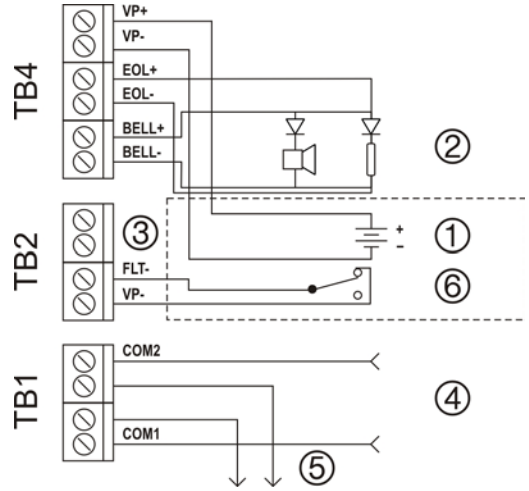 TB4
VP+
VP-
EOL+
EOL-
BELL+
BELL-
②
+
-
①
TB2
③
FLT-
VP-
⑥
TB1
COM2
④
COM1
⑤